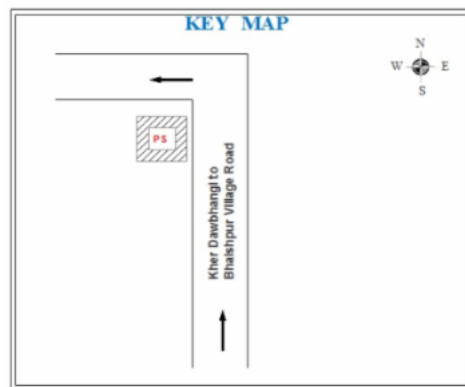 KEY MAP
N
W E
S
PS
Kher Dawbhangi to
Bhaishpur Village Road